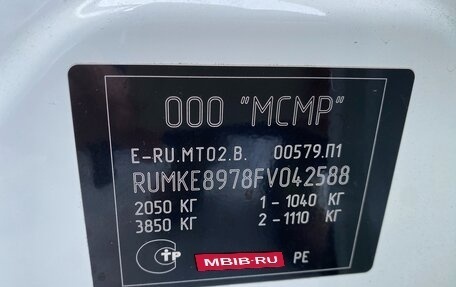 ООО "МСМР"
E-RU.MT02.B. 00579.П1
RUMKE8978FV042588
2050 КГ 1 - 1040 КГ
3850 КГ 2 - 1110 КГ
MBIB-RU PE